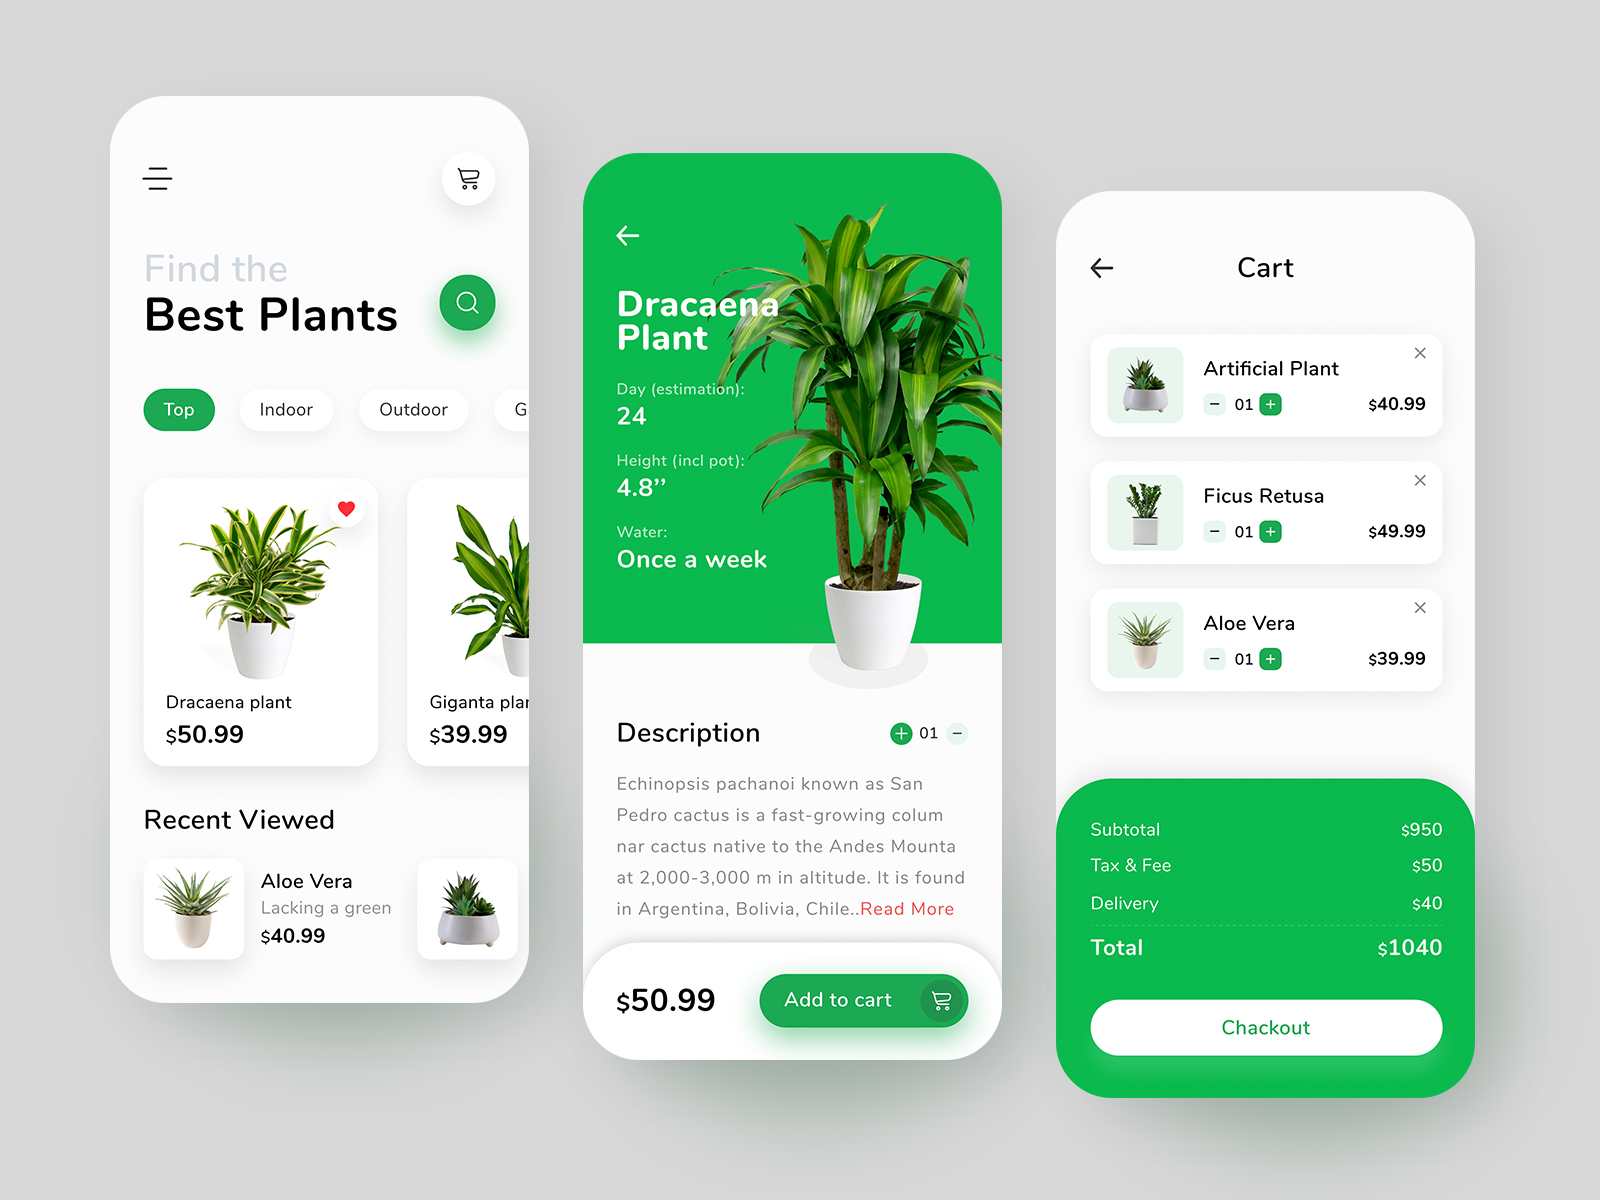 Find the
Best Plants
Top
Indoor
Outdoor
G
Dracaena plant
$50.99
Giganta plan
$39.99
Recent Viewed
Aloe Vera
Lacking a green
$40.99
Dracaena
Plant
Day (estimation):
24
Height (incl pot):
4.8’’
Water:
Once a week
Description
01
Echinopsis pachanoi known as San
Pedro cactus is a fast-growing colum
nar cactus native to the Andes Mounta
at 2,000-3,000 m in altitude. It is found
in Argentina, Bolivia, Chile..Read More
$50.99
Add to cart
Cart
Artificial Plant
01
$40.99
Ficus Retusa
01
$49.99
Aloe Vera
01
$39.99
Subtotal $950
Tax & Fee $50
Delivery $40
Total $1040
Chackout